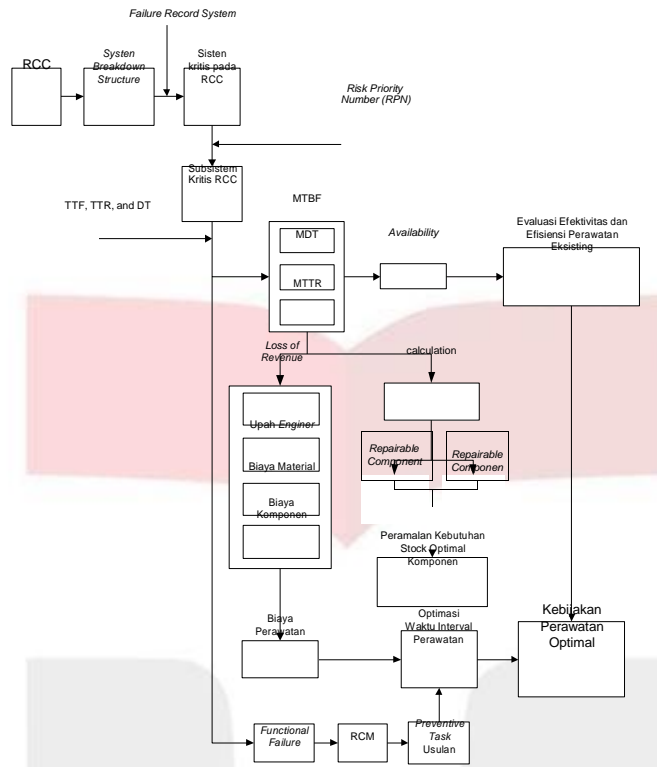 Failure Record System
RCC
Systen
Breakdown
Structure
Sisten
kritis pada
RCC
Risk Priority
Number (RPN)
Subsistem
Kritis RCC
TTF, TTR, and DT
MTBF
MDT
MTTR
Availability
Evaluasi Efektivitas dan
Efisiensi Perawatan
Eksisting
Loss of
Revenue
calculation
Upah Enginer
Biaya Material
Biaya
Komponen
Repairable
Component
Repairable
Componen
Peramalan Kebutuhan
Stock Optimal
Komponen
Biaya
Perawatan
Optimasi
Waktu Interval
Perawatan
Kebijakan
Perawatan
Optimal
Functional
Failure
RCM
Preventive
Task
Usulan